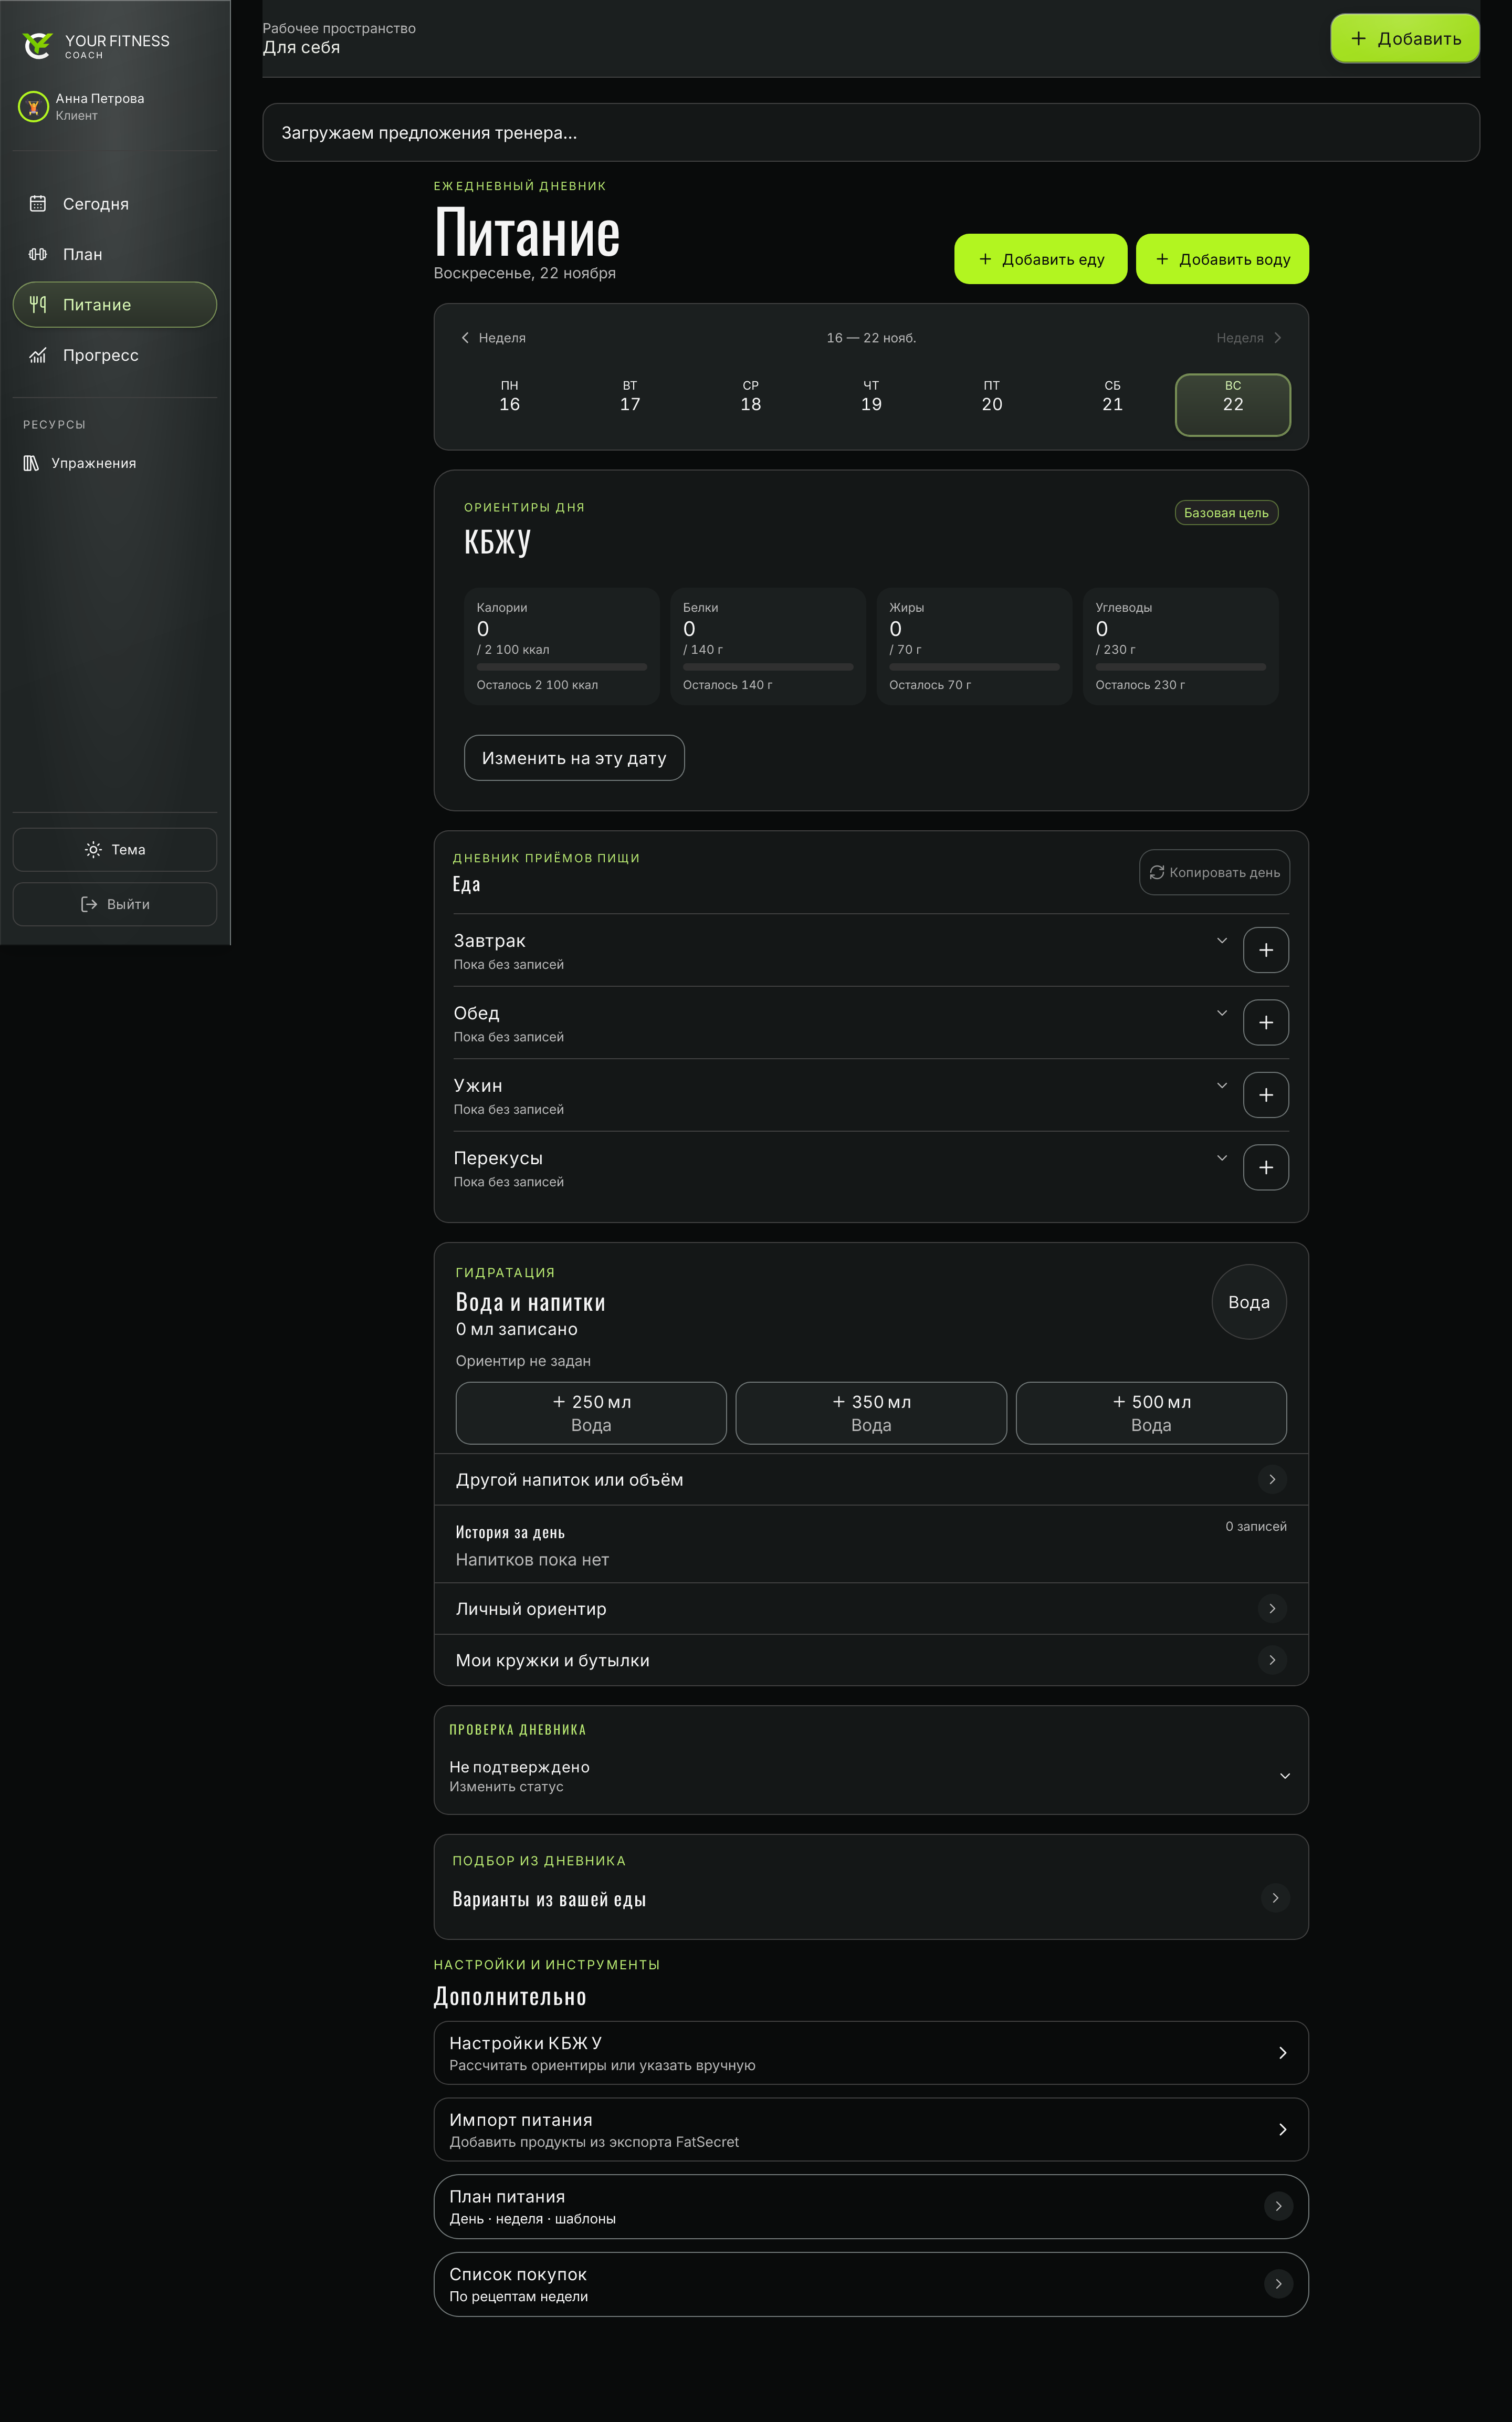 YOUR FITNESS
COACH
Анна Петрова
Клиент
Сегодня
План
Питание
Прогресс
РЕСУРСЫ
Упражнения
Тема
Выйти
Рабочее пространство
Для себя
+ Добавить
Загружаем предложения тренера...
ЕЖЕДНЕВНЫЙ ДНЕВНИК
Питание
Воскресенье, 22 ноября
+ Добавить еду
+ Добавить воду
Неделя
16 — 22 нояб.
Неделя
ПН ВТ СР ЧТ ПТ СБ ВС
16 17 18 19 20 21 22
ОРИЕНТИРЫ ДНЯ
Базовая цель
КБЖУ
Калории
0
/ 2 100 ккал
Осталось 2 100 ккал
Белки
0
/ 140 г
Осталось 140 г
Жиры
0
/ 70 г
Осталось 70 г
Углеводы
0
/ 230 г
Осталось 230 г
Изменить на эту дату
ДНЕВНИК ПРИЁМОВ ПИЩИ
Еда
Копировать день
Завтрак
Пока без записей
Обед
Пока без записей
Ужин
Пока без записей
Перекусы
Пока без записей
ГИДРАТАЦИЯ
Вода и напитки
0 мл записано
Вода
Ориентир не задан
+ 250 мл
Вода
+ 350 мл
Вода
+ 500 мл
Вода
Другой напиток или объём
История за день
0 записей
Напитков пока нет
Личный ориентир
Мои кружки и бутылки
ПРОВЕРКА ДНЕВНИКА
Не подтверждено
Изменить статус
ПОДБОР ИЗ ДНЕВНИКА
Варианты из вашей еды
НАСТРОЙКИ И ИНСТРУМЕНТЫ
Дополнительно
Настройки КБЖУ
Рассчитать ориентиры или указать вручную
Импорт питания
Добавить продукты из экспорта FatSecret
План питания
День · неделя · шаблоны
Список покупок
По рецептам недели